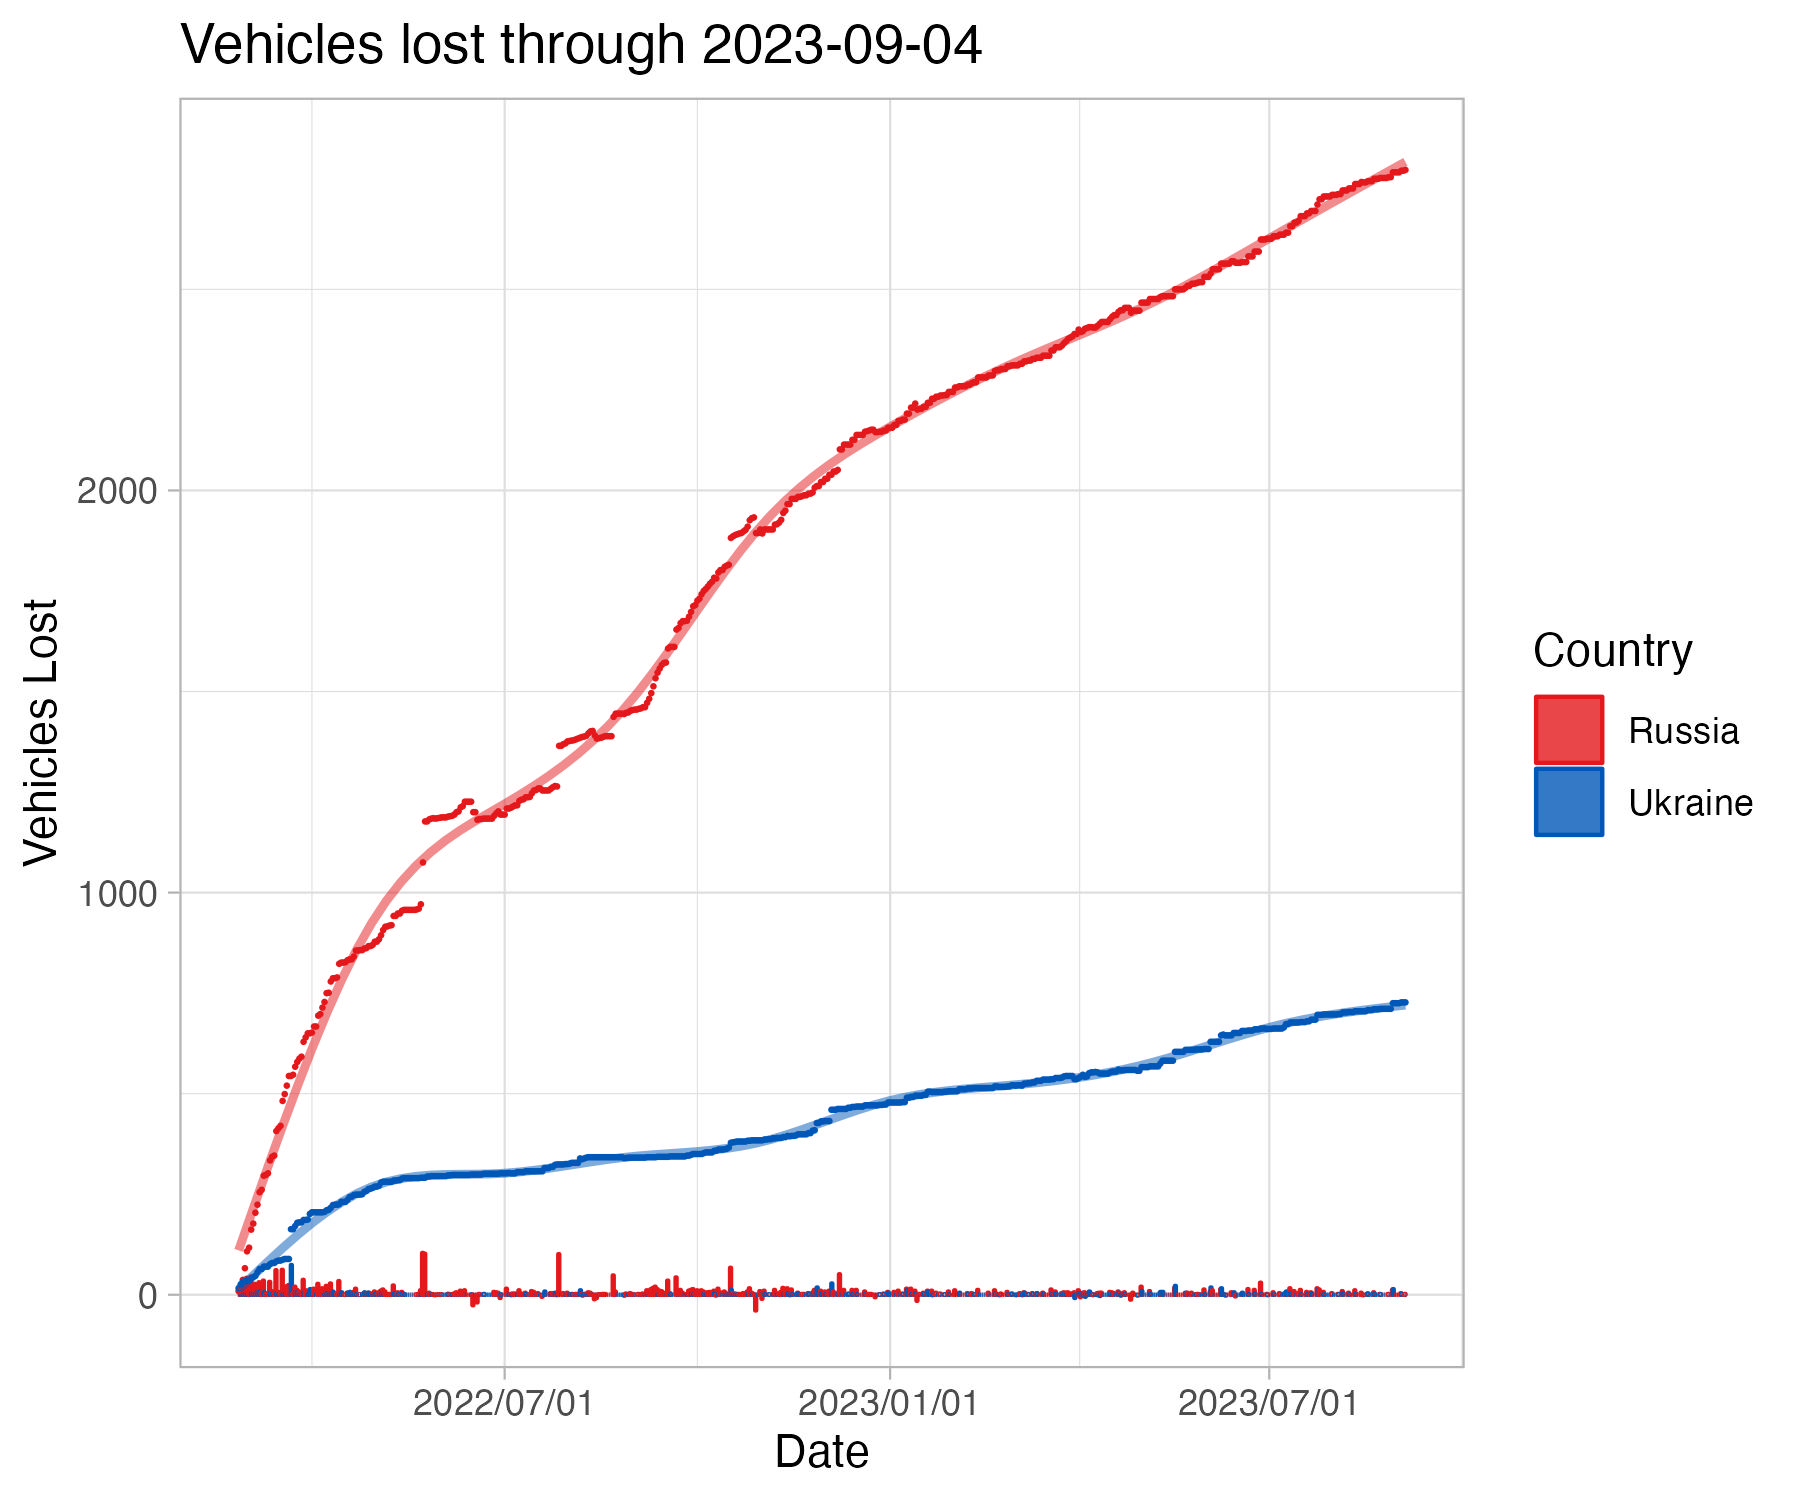 Vehicles lost through 2023-09-04
Vehicles Lost
2000
1000
0
2022/07/01
2023/01/01
2023/07/01
Date
Country
Russia
Ukraine